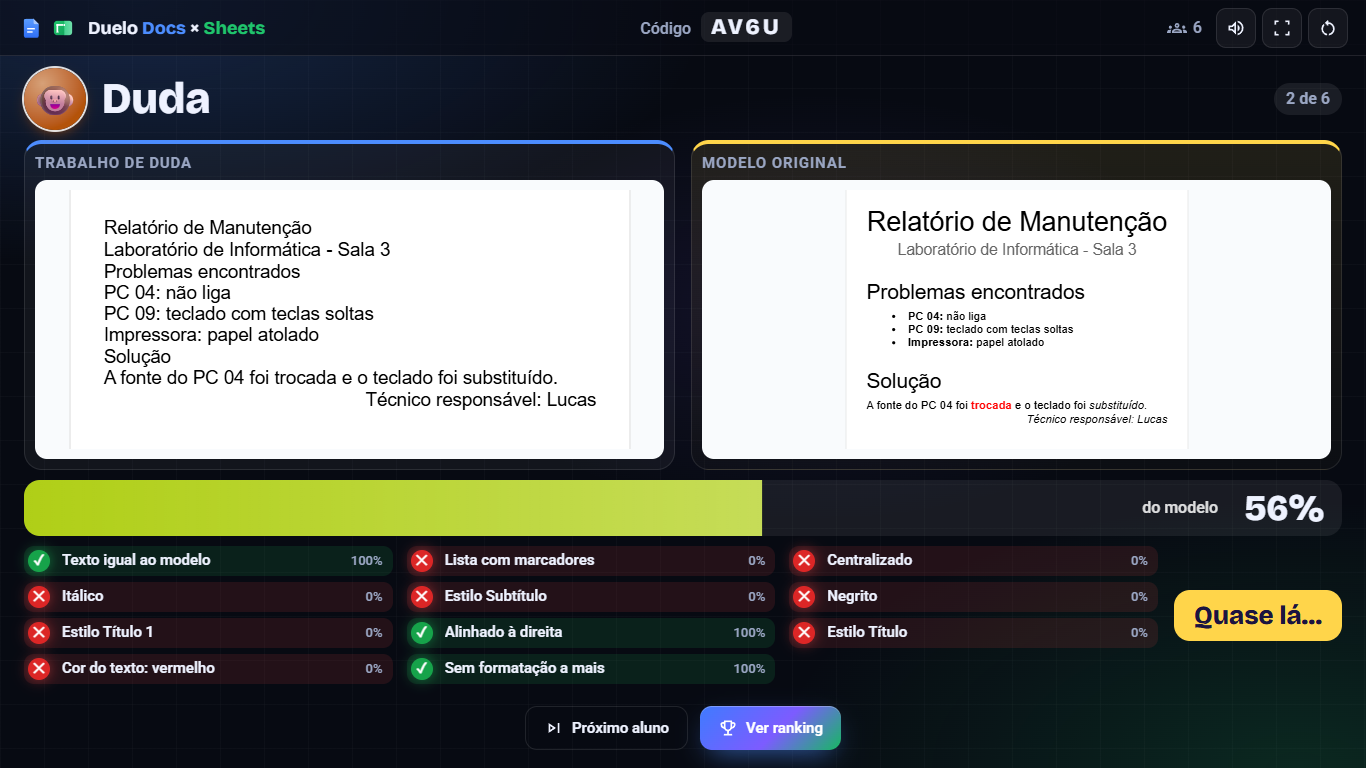 Duelo Docs × Sheets
Código AV6U
6
Duda
2 de 6
TRABALHO DE DUDA
Relatório de Manutenção
Laboratório de Informática - Sala 3
Problemas encontrados
PC 04: não liga
PC 09: teclado com teclas soltas
Impressora: papel atolado
Solução
A fonte do PC 04 foi trocada e o teclado foi substituído.
Técnico responsável: Lucas
MODELO ORIGINAL
Relatório de Manutenção
Laboratório de Informática - Sala 3
Problemas encontrados
• PC 04: não liga
• PC 09: teclado com teclas soltas
• Impressora: papel atolado
Solução
A fonte do PC 04 foi trocada e o teclado foi substituído.
Técnico responsável: Lucas
do modelo 56%
Texto igual ao modelo 100%
Lista com marcadores 0%
Centralizado 0%
Itálico 0%
Estilo Subtítulo 0%
Negrito 0%
Estilo Título 1 0%
Alinhado à direita 100%
Estilo Título 0%
Cor do texto: vermelho 0%
Sem formatação a mais 100%
Quase lá...
Próximo aluno
Ver ranking